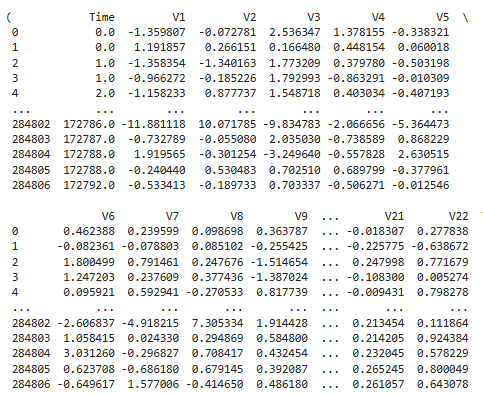 (            Time         V1         V2        V3        V4        V5  \
0             0.0  -1.359807  -0.072781  2.536347  1.378155 -0.338321
1             0.0   1.191857   0.266151  0.166480  0.448154  0.060018
2             1.0  -1.358354  -1.340163  1.773209  0.379780 -0.503198
3             1.0  -0.966272  -0.185226  1.792993 -0.863291 -0.010309
4             2.0  -1.158233   0.877737  1.548718  0.403034 -0.407193
...           ...        ...        ...       ...       ...       ...
284802   172786.0 -11.881118  10.071785 -9.834783 -2.066656 -5.364473
284803   172787.0  -0.732789  -0.055080  2.035030 -0.738589  0.868229
284804   172788.0   1.919565  -0.301254 -3.249640 -0.557828  2.630515
284805   172788.0  -0.240440   0.530483  0.702510  0.689799 -0.377961
284806   172792.0  -0.533413  -0.189733  0.703337 -0.506271 -0.012546
V6        V7        V8        V9  ...       V21       V22
0       0.462388  0.239599  0.098698  0.363787  ... -0.018307  0.277838
1      -0.082361 -0.078803  0.085102 -0.255425  ... -0.225775 -0.638672
2       1.800499  0.791461  0.247676 -1.514654  ...  0.247998  0.771679
3       1.247203  0.237609  0.377436 -1.387024  ... -0.108300  0.005274
4       0.095921  0.592941 -0.270533  0.817739  ... -0.009431  0.798278
...          ...       ...       ...       ...  ...       ...       ...
284802 -2.606837 -4.918215  7.305334  1.914428  ...  0.213454  0.111864
284803  1.058415  0.024330  0.294869  0.584800  ...  0.214205  0.924384
284804  3.031260 -0.296827  0.708417  0.432454  ...  0.232045  0.578229
284805  0.623708 -0.686180  0.679145  0.392087  ...  0.265245  0.800049
284806 -0.649617  1.577006 -0.414650  0.486180  ...  0.261057  0.643078